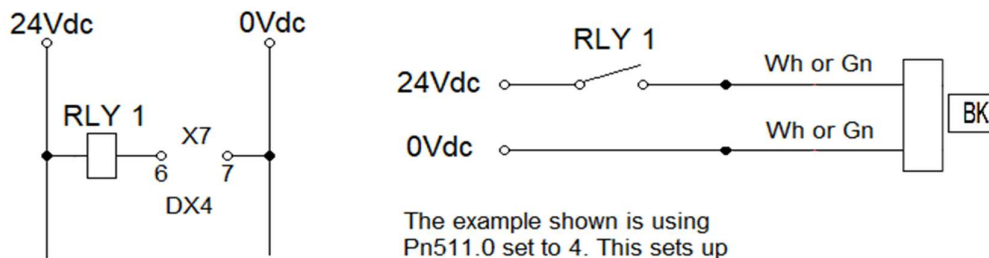 24Vdc
0Vdc
RLY 1
X7
6
7
DX4
RLY 1
24Vdc
Wh or Gn
BK
0Vdc
Wh or Gn
The example shown is using
Pn511.0 set to 4. This sets up